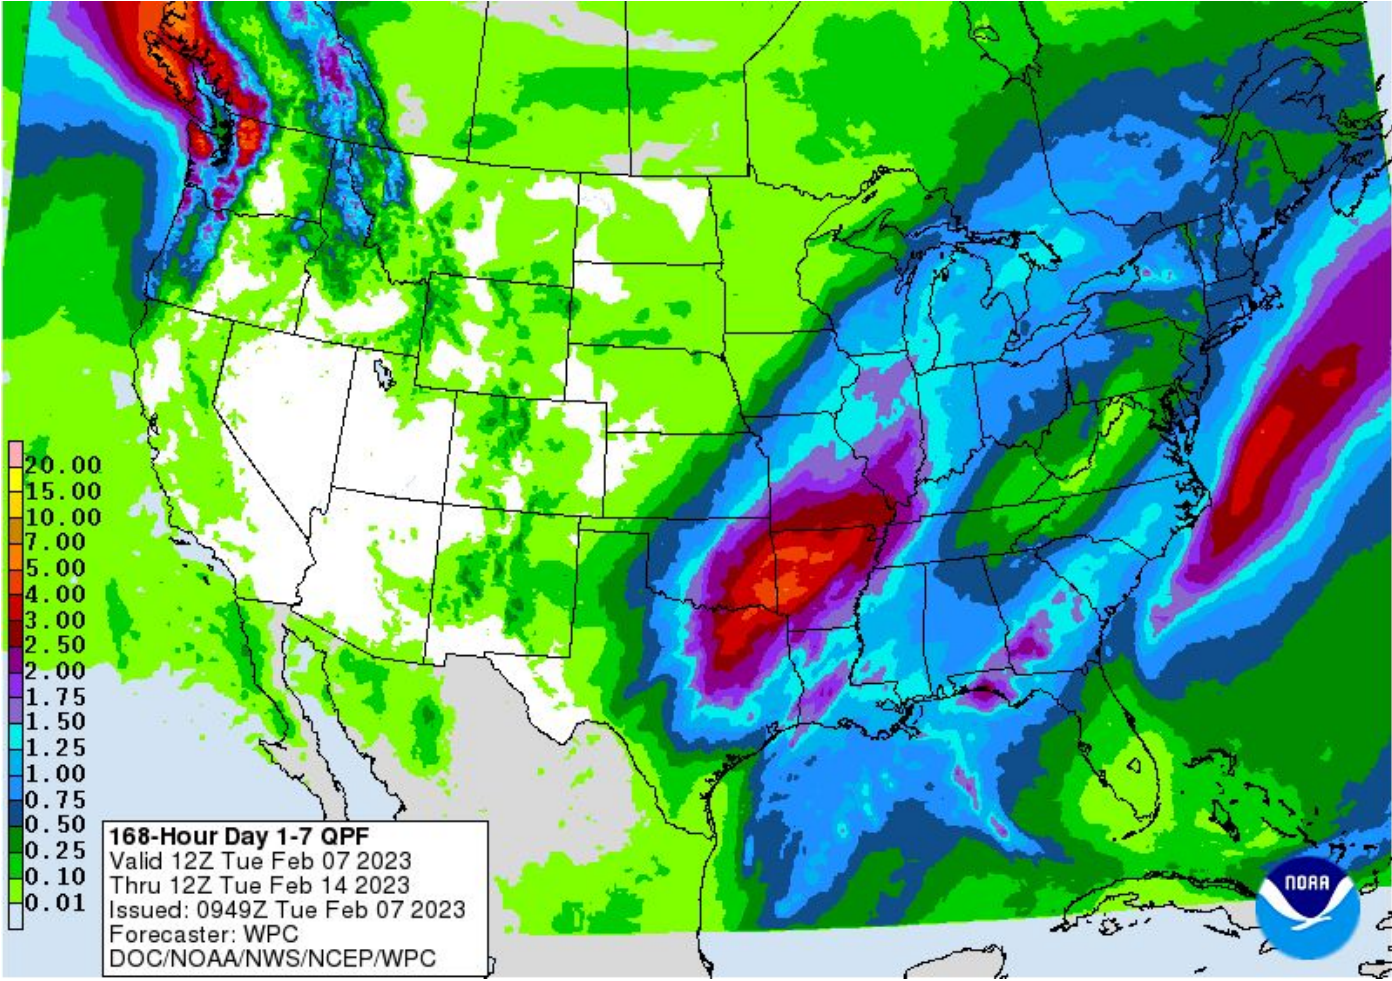 20.00
15.00
10.00
7.00
5.00
4.00
3.00
2.50
2.00
1.75
1.50
1.25
1.00
0.75
0.50
0.25
0.10
0.01
168-Hour Day 1-7 QPF
Valid 12Z Tue Feb 07 2023
Thru 12Z Tue Feb 14 2023
Issued: 0949Z Tue Feb 07 2023
Forecaster: WPC
DOC/NOAA/NWS/NCEP/WPC
NOAA